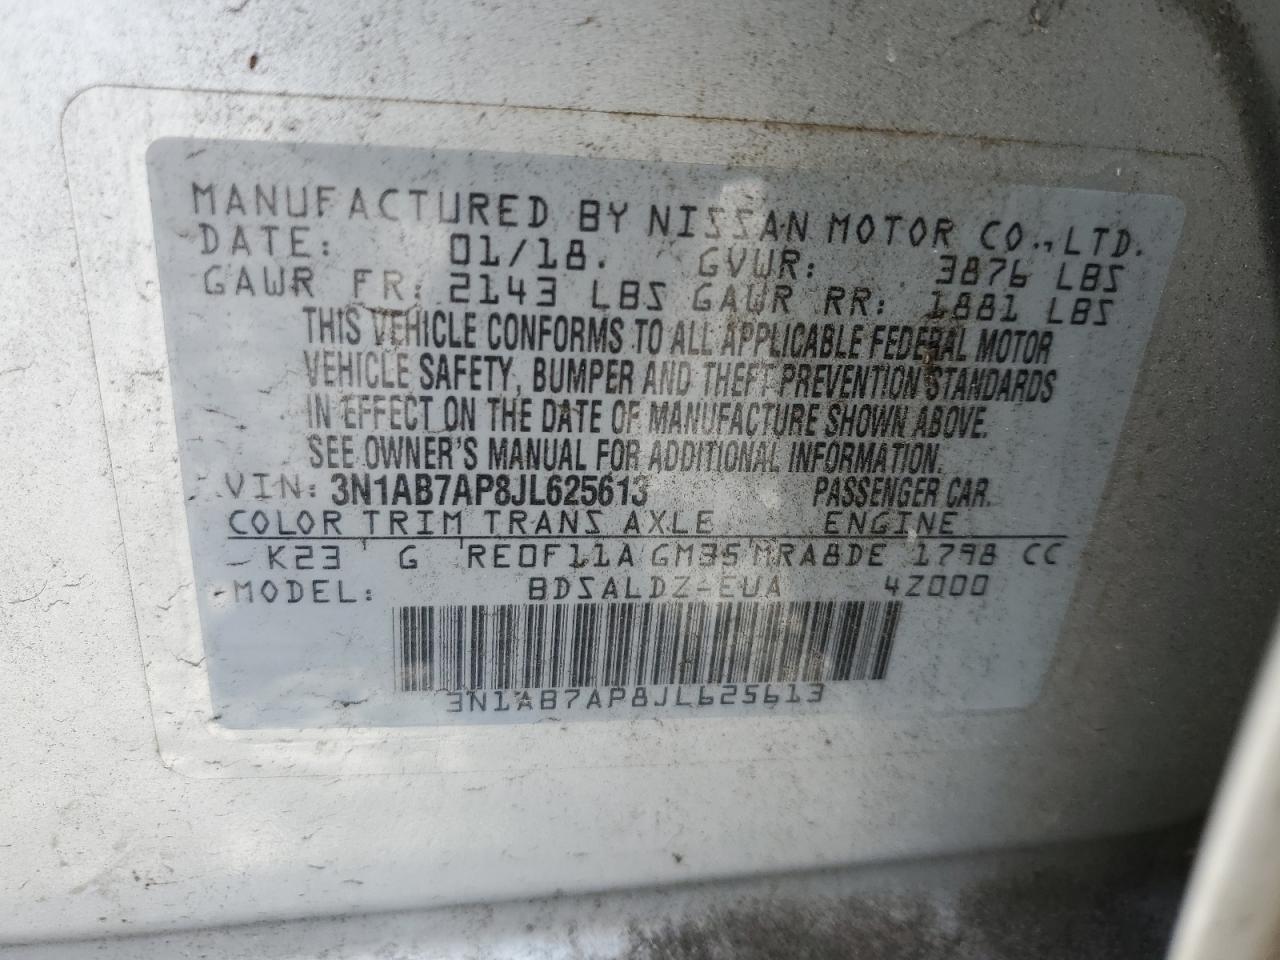 MANUFACTURED BY NISSAN MOTOR CO., LTD.
DATE: 01/18. GVWR: 3876 LBS
GAWR FR: 2143 LBS GAWR RR: 1881 LBS
THIS VEHICLE CONFORMS TO ALL APPLICABLE FEDERAL MOTOR
VEHICLE SAFETY, BUMPER AND THEFT PREVENTION STANDARDS
IN EFFECT ON THE DATE OF MANUFACTURE SHOWN ABOVE.
SEE OWNER'S MANUAL FOR ADDITIONAL INFORMATION.
VIN: 3N1AB7AP8JL625613 PASSENGER CAR.
COLOR TRIM TRANS AXLE ENGINE
K23 G RE0F11A GM35 MRA8DE 1798 CC
MODEL: BDSALDZ-EUA 4Z000
3N1AB7AP8JL625613